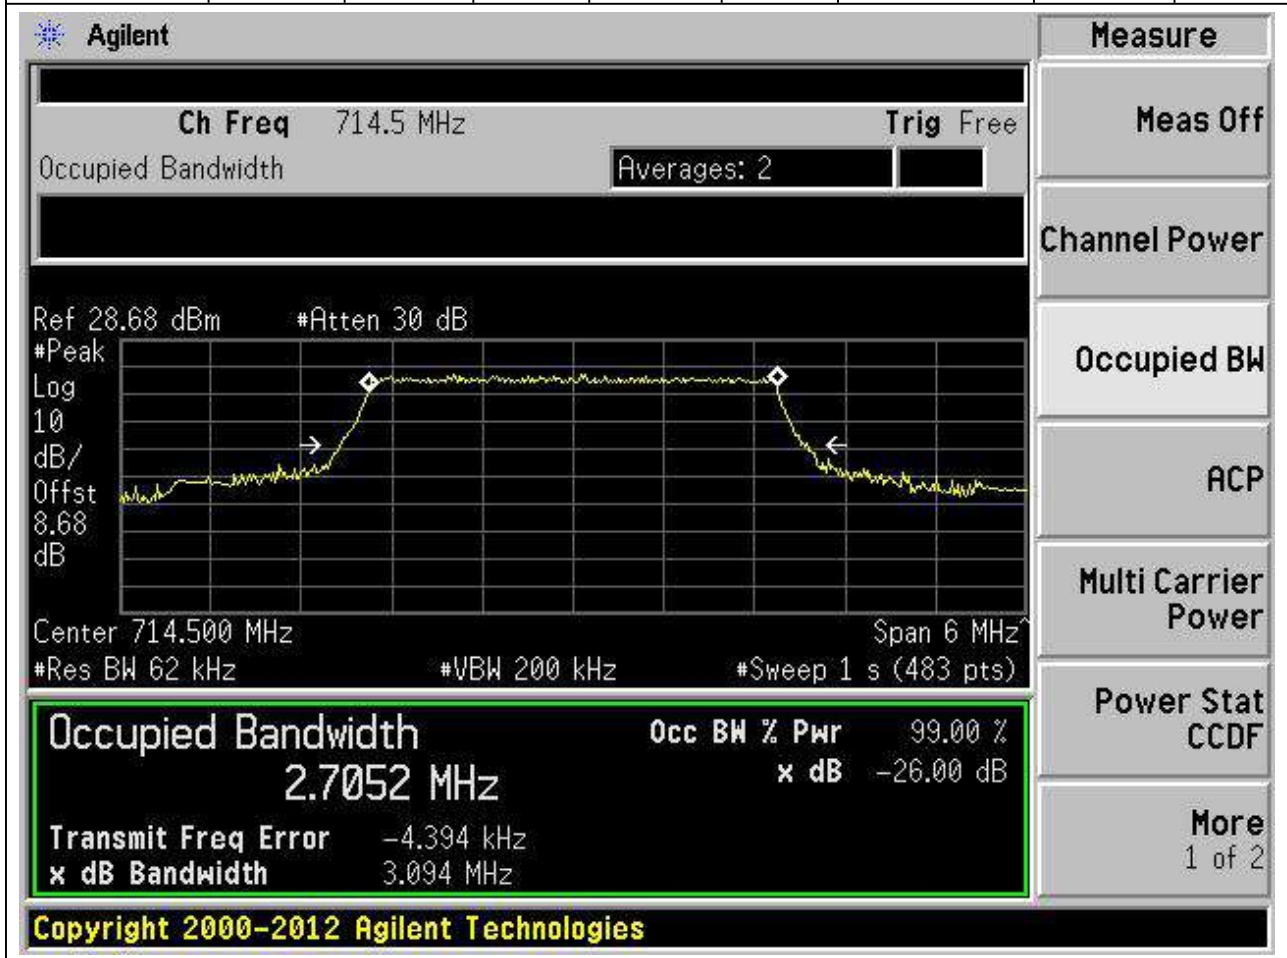 Agilent
Measure
Ch Freq 714.5 MHz Trig Free
Occupied Bandwidth Averages: 2
Meas Off
Channel Power
Occupied BW
ACP
Multi Carrier
Power
Power Stat
CCDF
More
1 of 2
Ref 28.68 dBm #Atten 30 dB
#Peak
Log
10
dB/
Offst
8.68
dB
Center 714.500 MHz Span 6 MHz^
#Res BW 62 kHz #VBW 200 kHz #Sweep 1 s (483 pts)
Occupied Bandwidth Occ BW % Pwr 99.00 %
2.7052 MHz x dB -26.00 dB
Transmit Freq Error -4.394 kHz
x dB Bandwidth 3.094 MHz
Copyright 2000-2012 Agilent Technologies